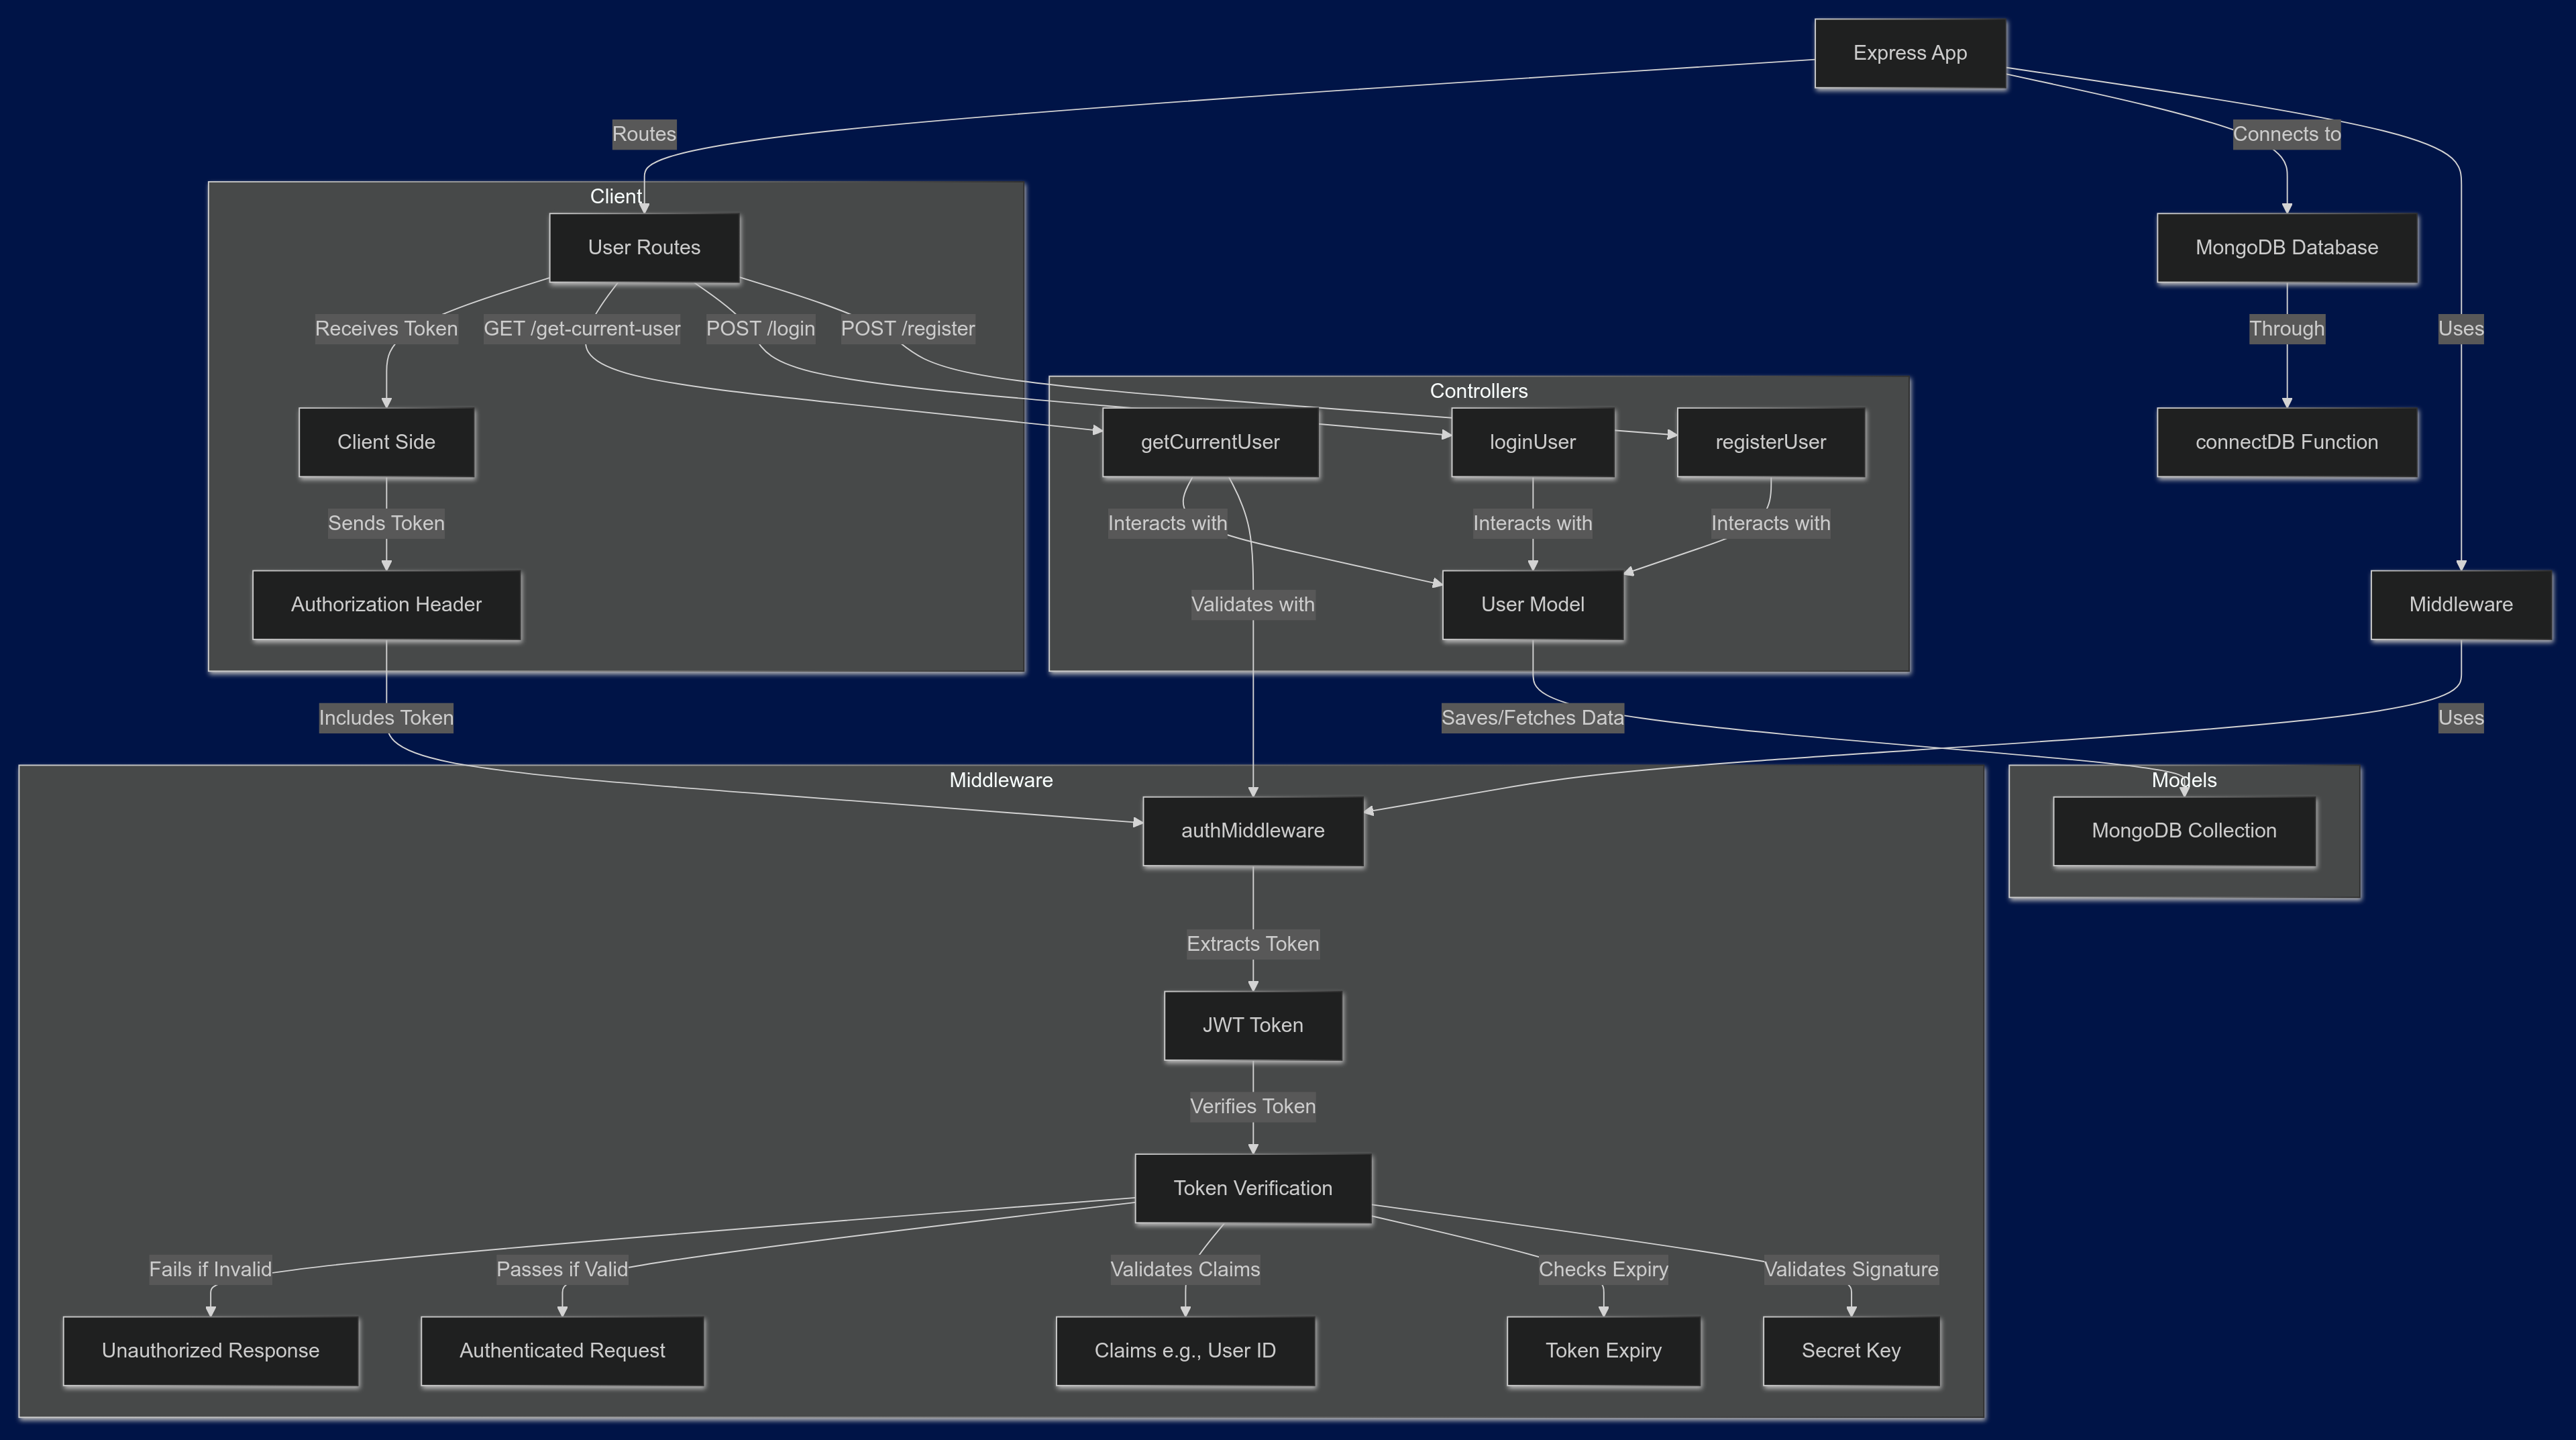 Express App
Routes
Connects to
Client
User Routes
MongoDB Database
Receives Token
GET /get-current-user
POST /login
POST /register
Through
Uses
Controllers
Client Side
getCurrentUser
loginUser
registerUser
connectDB Function
Sends Token
Interacts with
Interacts with
Interacts with
Authorization Header
Validates with
User Model
Middleware
Includes Token
Saves/Fetches Data
Uses
Middleware
Models
authMiddleware
MongoDB Collection
Extracts Token
JWT Token
Verifies Token
Token Verification
Fails if Invalid
Passes if Valid
Validates Claims
Checks Expiry
Validates Signature
Unauthorized Response
Authenticated Request
Claims e.g., User ID
Token Expiry
Secret Key